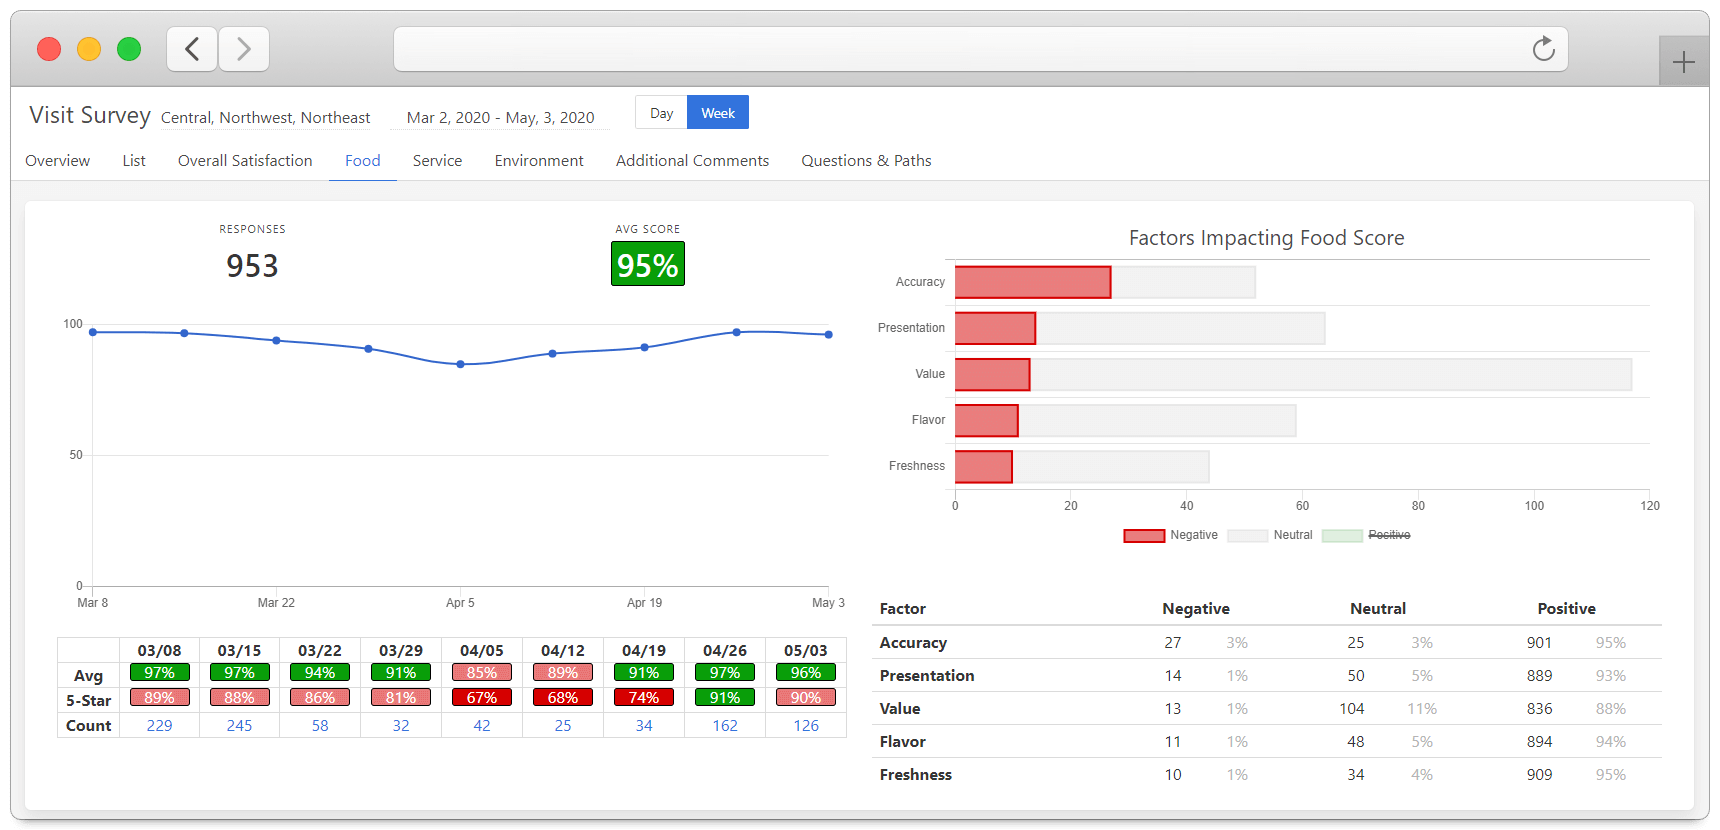 Visit Survey Central, Northwest, Northeast Mar 2, 2020 - May, 3, 2020 Day Week
Overview List Overall Satisfaction Food Service Environment Additional Comments Questions & Paths
RESPONSES AVG SCORE
953 95%
100
50
0
Mar 8 Mar 22 Apr 5 Apr 19 May 3
03/08 03/15 03/22 03/29 04/05 04/12 04/19 04/26 05/03
Avg 97% 97% 94% 91% 85% 89% 91% 97% 96%
5-Star 89% 88% 86% 81% 67% 68% 74% 91% 90%
Count 229 245 58 32 42 25 34 162 126
Factors Impacting Food Score
Accuracy
Presentation
Value
Flavor
Freshness
0 20 40 60 80 100 120
Negative Neutral Positive
Factor Negative Neutral Positive
Accuracy 27 3% 25 3% 901 95%
Presentation 14 1% 50 5% 889 93%
Value 13 1% 104 11% 836 88%
Flavor 11 1% 48 5% 894 94%
Freshness 10 1% 34 4% 909 95%